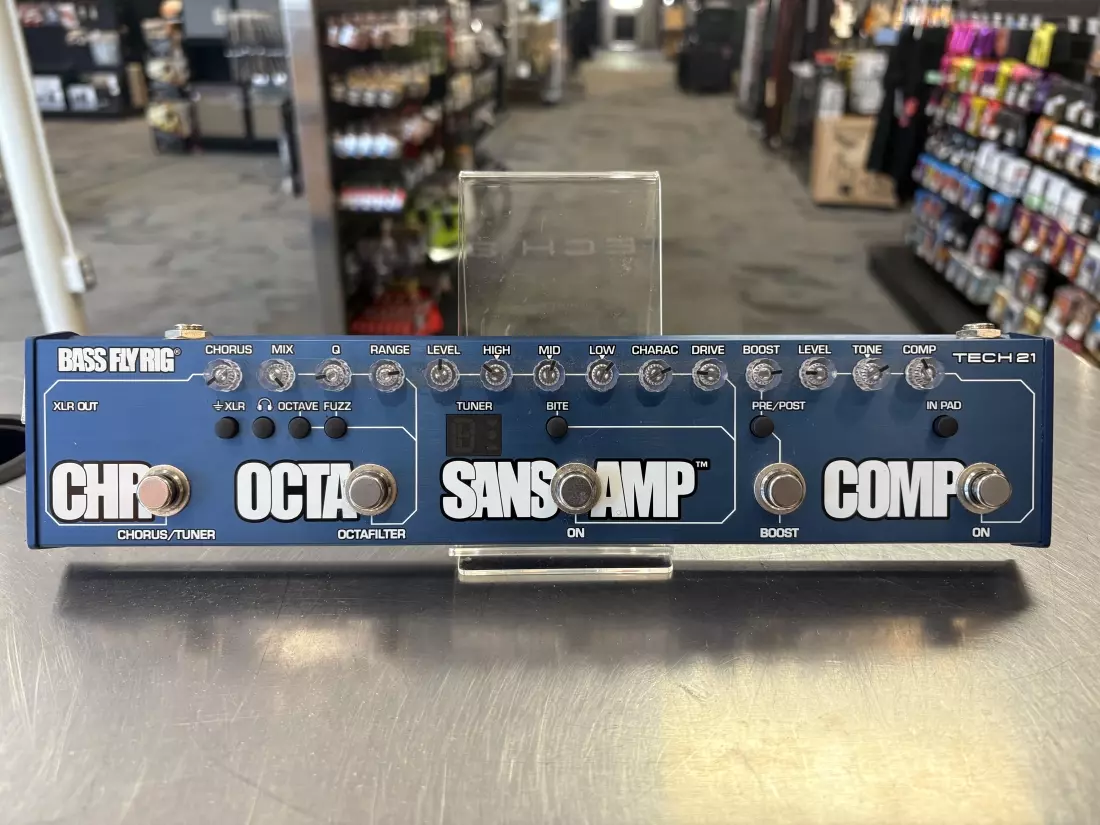 BASS FLY RIG®
CHORUS MIX Q RANGE LEVEL HIGH MID LOW CHARAC DRIVE BOOST LEVEL TONE COMP
TECH 21
XLR OUT
XLR OCTAVE FUZZ
TUNER
BITE
PRE/POST
IN PAD
CHR
OCTA
SANS AMP™
COMP
CHORUS/TUNER
OCTAFILTER
ON
BOOST
ON